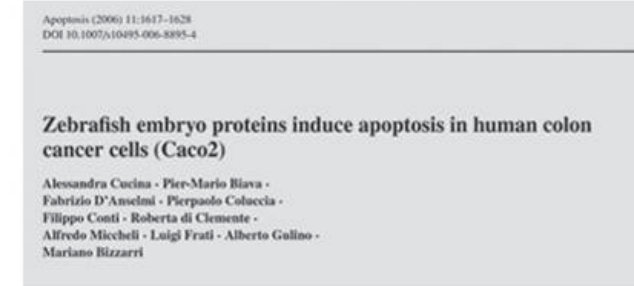 Apoptosis (2006) 11:1617–1628
DOI 10.1007/s10495-006-8895-4
Zebrafish embryo proteins induce apoptosis in human colon
cancer cells (Caco2)
Alessandra Cucina · Pier-Mario Biava ·
Fabrizio D'Anselmi · Pierpaolo Coluccia ·
Filippo Conti · Roberta di Clemente ·
Alfredo Miccheli · Luigi Frati · Alberto Gulino ·
Mariano Bizzarri